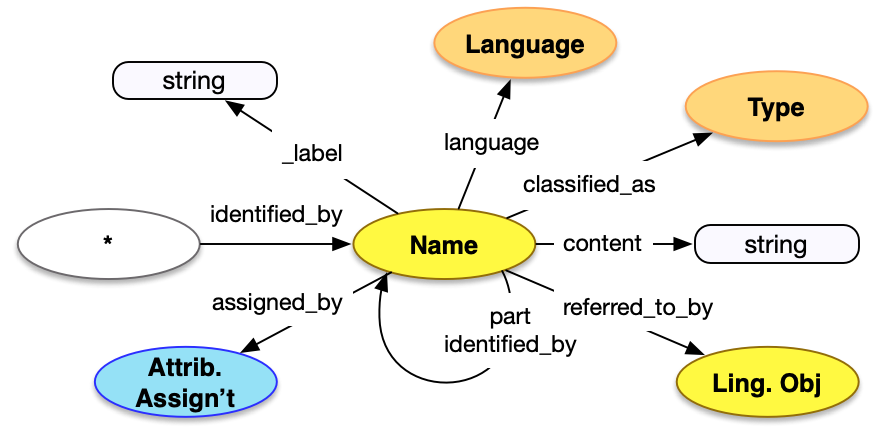 Language
string
Type
_label
language
classified_as
identified_by
*
Name
content
string
assigned_by
part
identified_by
referred_to_by
Attrib.
Assign’t
Ling. Obj